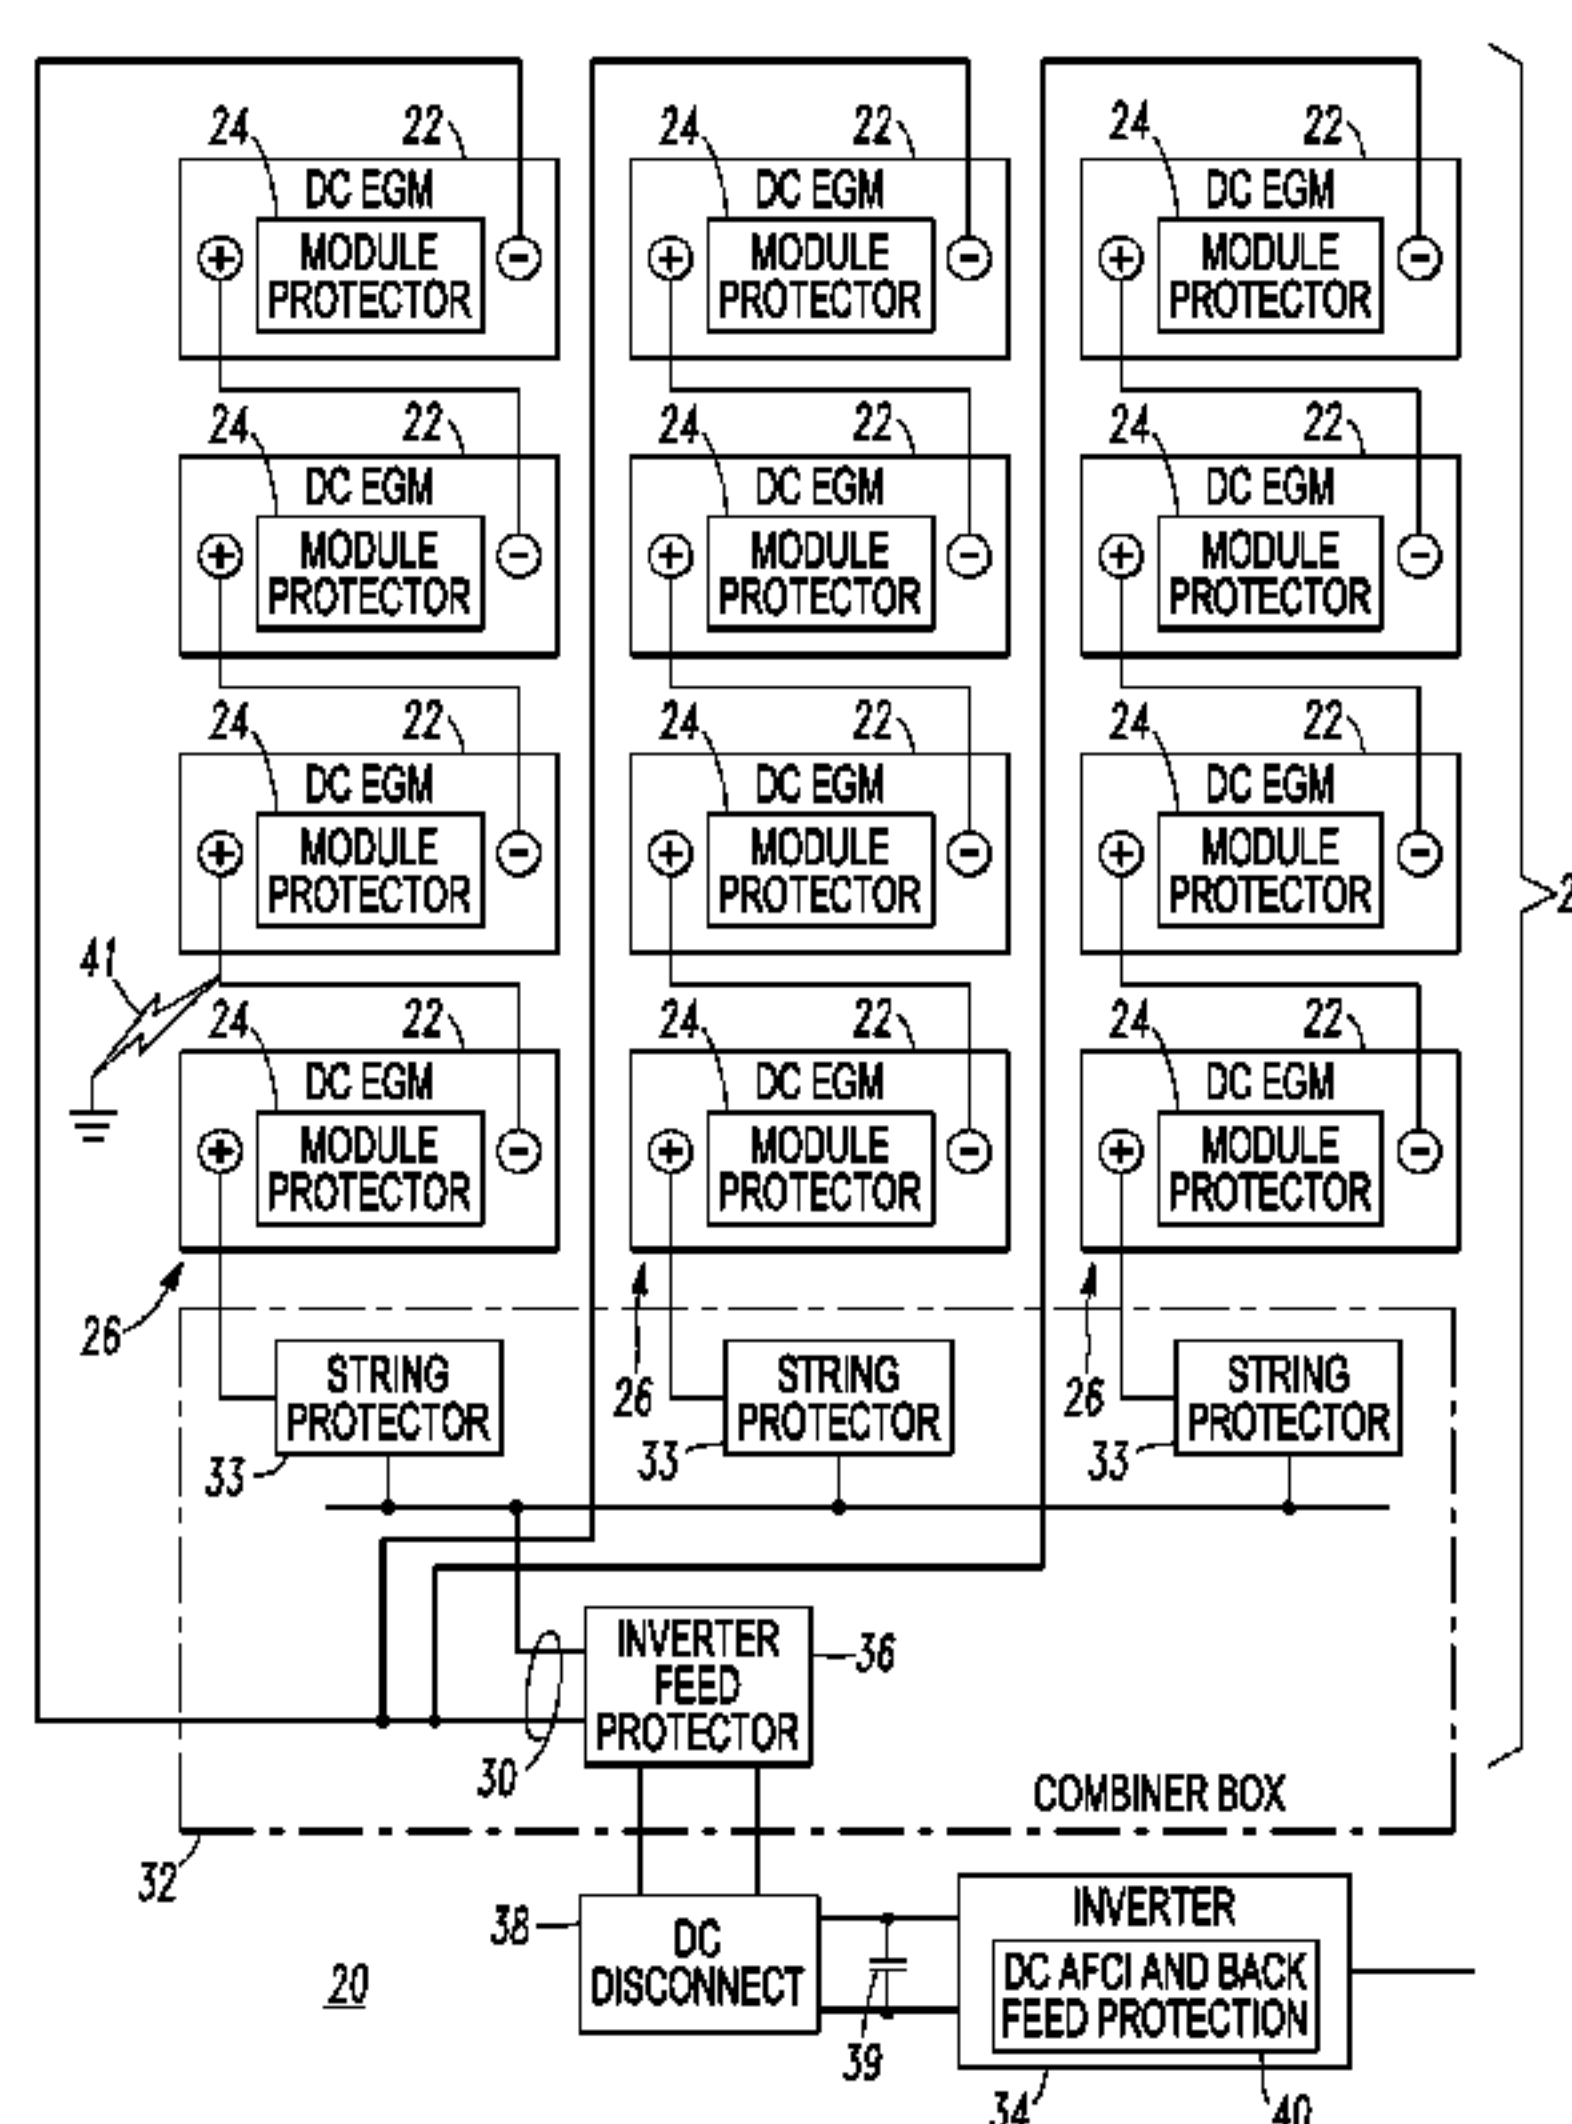 24 22 24 22 24 22
DC EGM DC EGM DC EGM
+ MODULE - + MODULE - + MODULE -
PROTECTOR PROTECTOR PROTECTOR
24 22 24 22 24 22
DC EGM DC EGM DC EGM
+ MODULE - + MODULE - + MODULE -
PROTECTOR PROTECTOR PROTECTOR
24 22 24 22 24 22
DC EGM DC EGM DC EGM
+ MODULE - + MODULE - + MODULE -
PROTECTOR PROTECTOR PROTECTOR
41
24 22 24 22 24 22
DC EGM DC EGM DC EGM
+ MODULE - + MODULE - + MODULE -
PROTECTOR PROTECTOR PROTECTOR
26 26 26
STRING STRING STRING
PROTECTOR PROTECTOR PROTECTOR
33 33 33
INVERTER
FEED
PROTECTOR
36
30
COMBINER BOX
32
38
DC
DISCONNECT
39
INVERTER
DC AFCI AND BACK
FEED PROTECTION
20
34 40